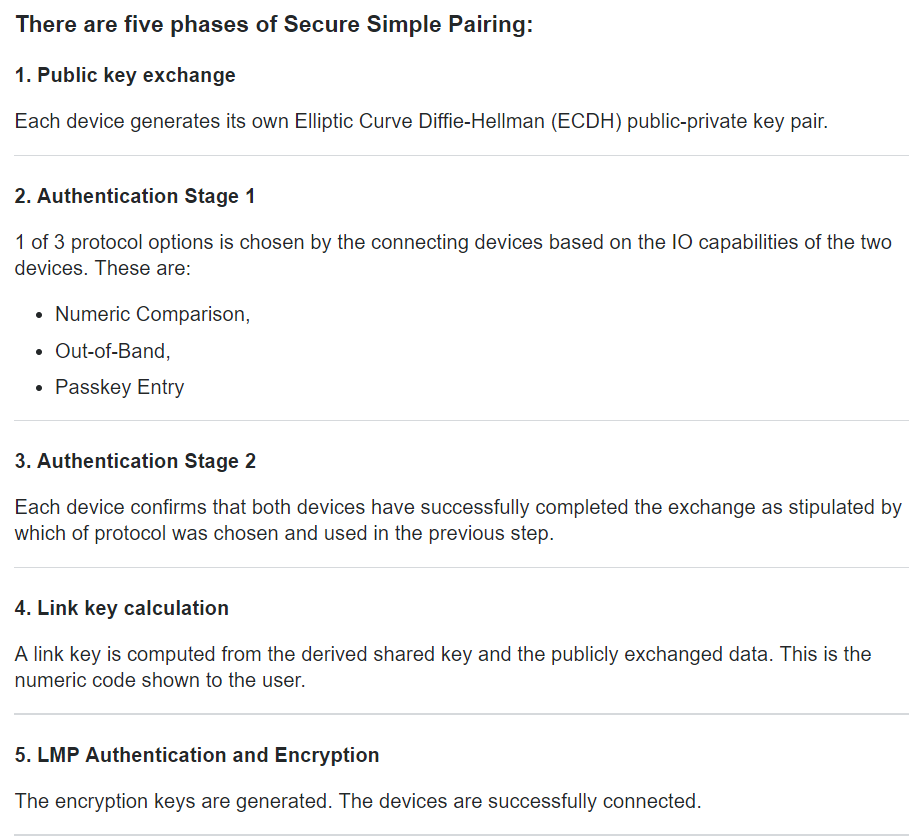 There are five phases of Secure Simple Pairing:
1. Public key exchange
Each device generates its own Elliptic Curve Diffie-Hellman (ECDH) public-private key pair.
2. Authentication Stage 1
1 of 3 protocol options is chosen by the connecting devices based on the IO capabilities of the two
devices. These are:
• Numeric Comparison,
• Out-of-Band,
• Passkey Entry
3. Authentication Stage 2
Each device confirms that both devices have successfully completed the exchange as stipulated by
which of protocol was chosen and used in the previous step.
4. Link key calculation
A link key is computed from the derived shared key and the publicly exchanged data. This is the
numeric code shown to the user.
5. LMP Authentication and Encryption
The encryption keys are generated. The devices are successfully connected.